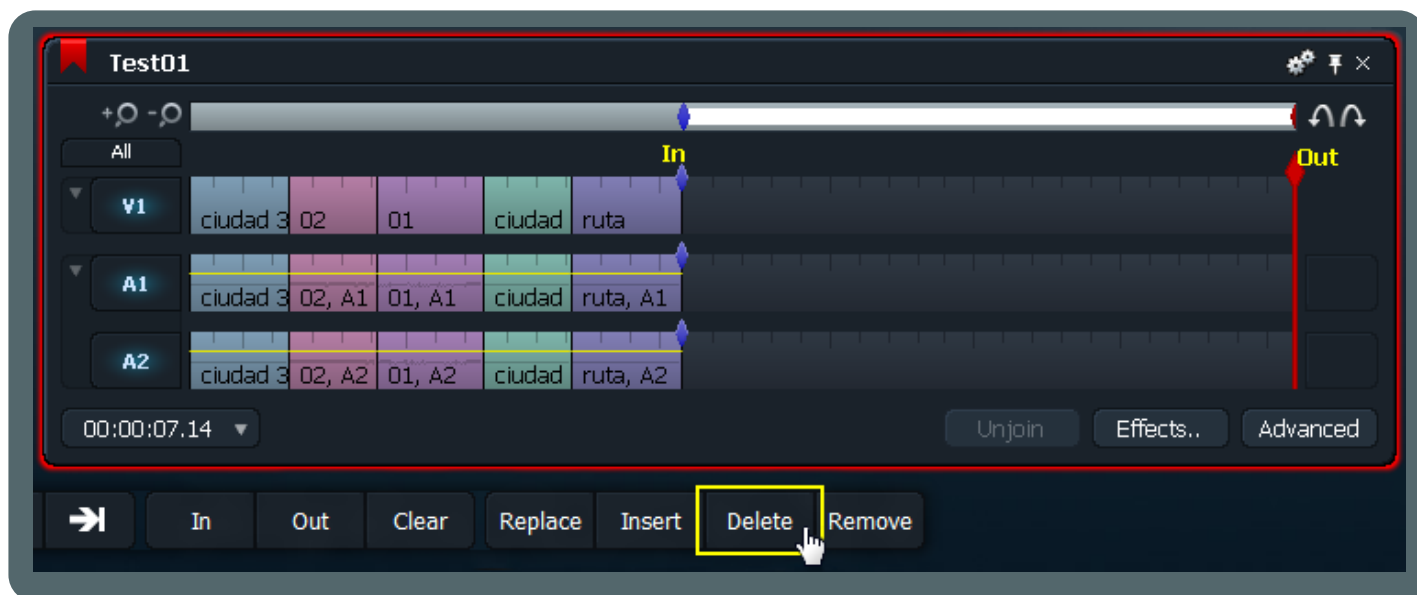 Test01
All
In
Out
V1
ciudad 3 02 01 ciudad ruta
A1
ciudad 3 02, A1 01, A1 ciudad ruta, A1
A2
ciudad 3 02, A2 01, A2 ciudad ruta, A2
00:00:07.14 Unjoin Effects.. Advanced
In Out Clear Replace Insert Delete Remove